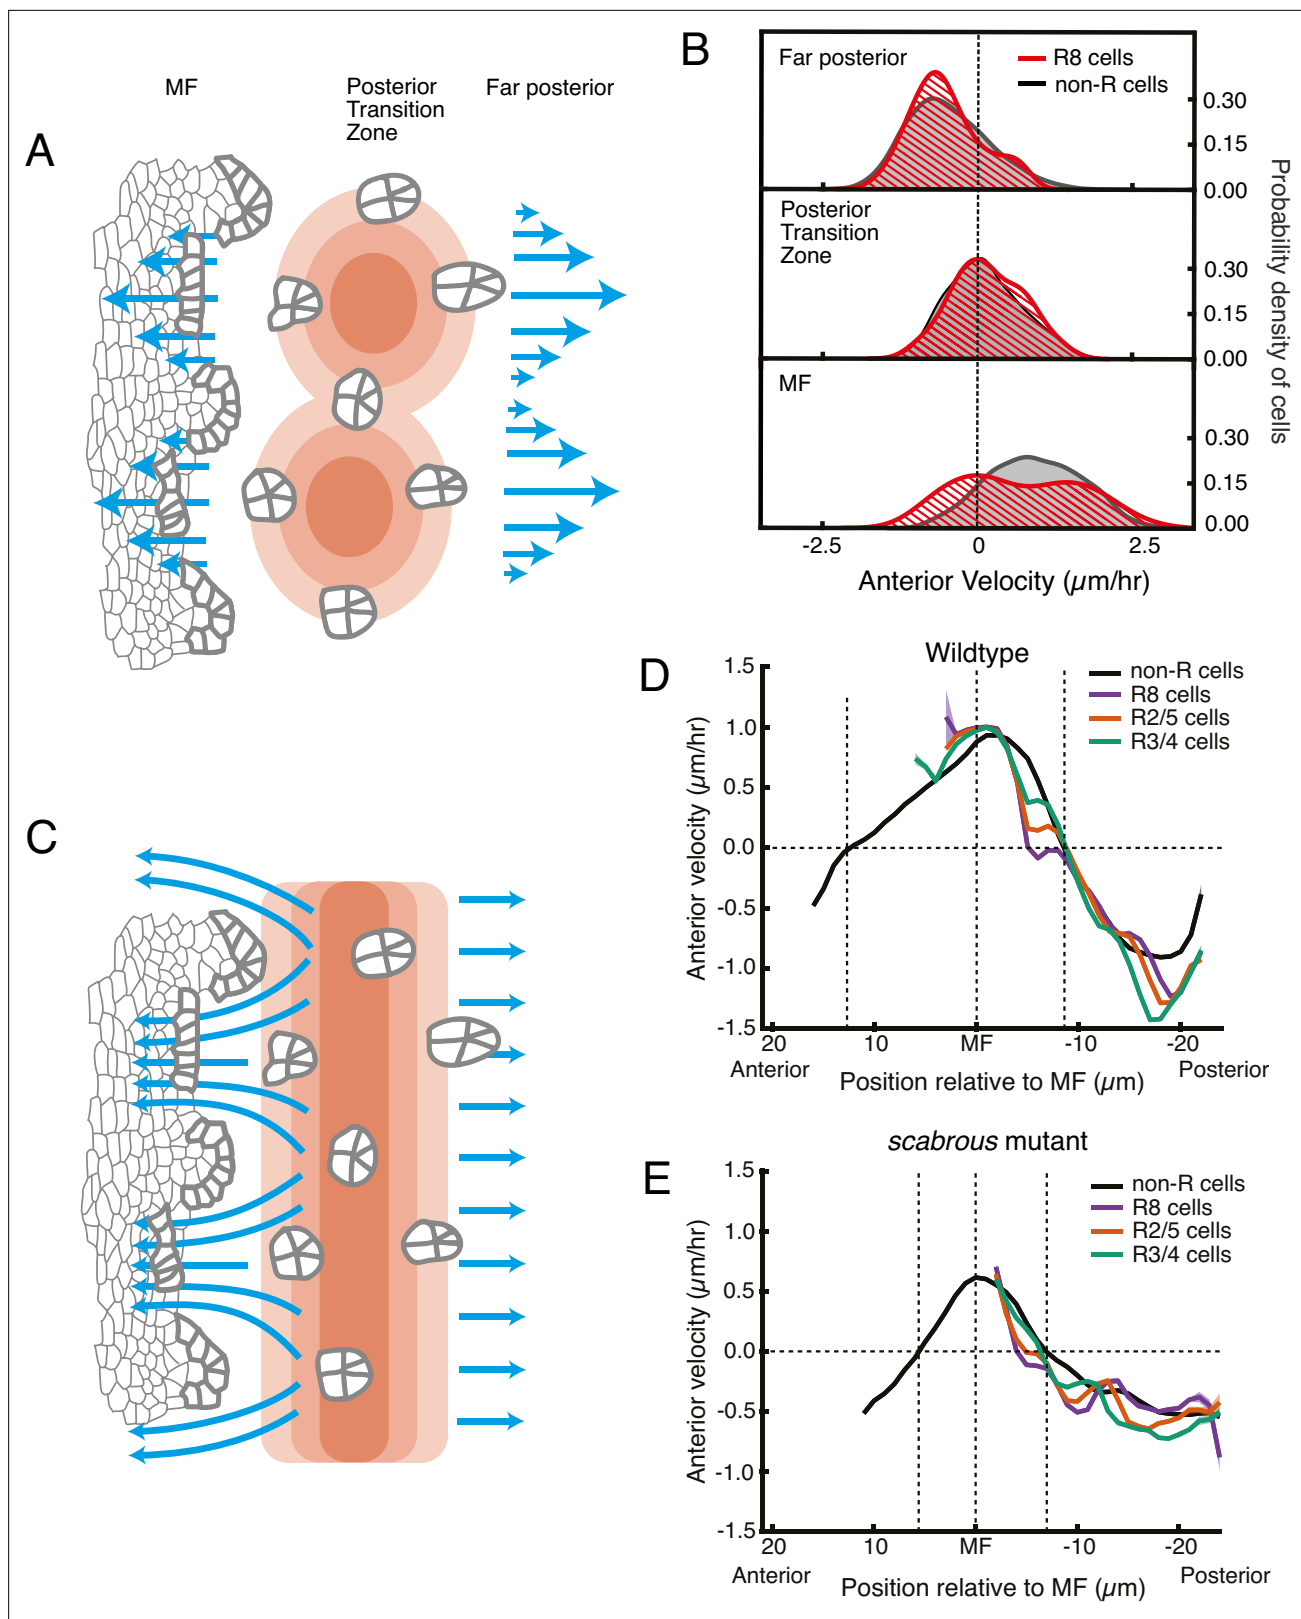 A
MF
Posterior
Transition
Zone
Far posterior
B
Far posterior
R8 cells
non-R cells
0.30
0.15
0.00
Posterior
Transition
Zone
0.30
0.15
0.00
MF
0.30
0.15
0.00
-2.5
0
2.5
Anterior Velocity (µm/hr)
Probability density of cells
C
D
Wildtype
non-R cells
R8 cells
R2/5 cells
R3/4 cells
1.5
1.0
0.5
0.0
-0.5
-1.0
-1.5
Anterior velocity (µm/hr)
20
10
MF
-10
-20
Anterior
Position relative to MF (µm)
Posterior
E
scabrous mutant
non-R cells
R8 cells
R2/5 cells
R3/4 cells
1.5
1.0
0.5
0.0
-0.5
-1.0
-1.5
Anterior velocity (µm/hr)
20
10
MF
-10
-20
Anterior
Position relative to MF (µm)
Posterior